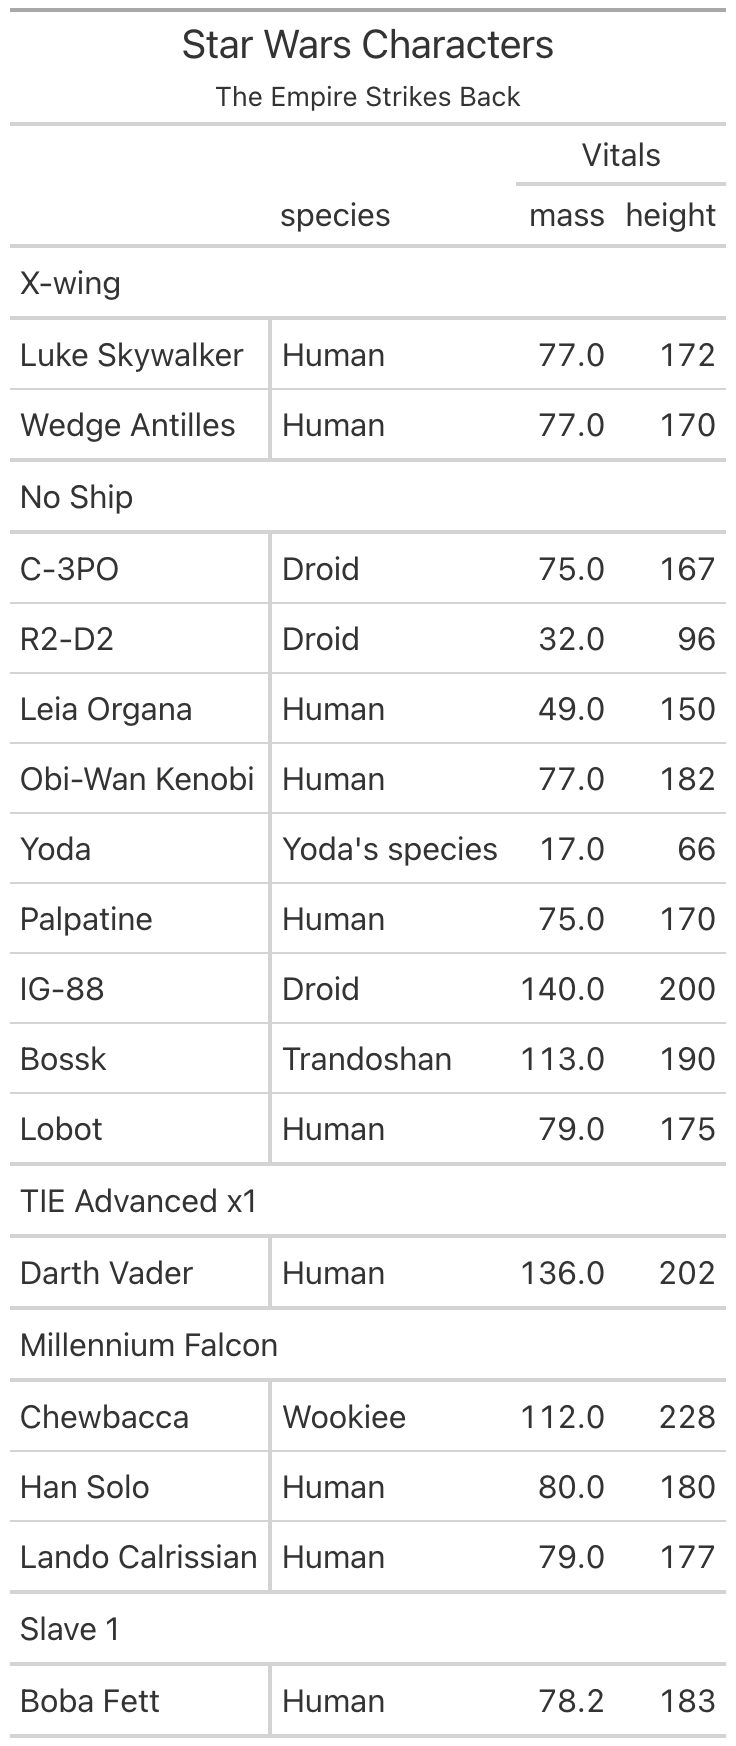 Star Wars Characters
The Empire Strikes Back
Vitals
species mass height
X-wing
Luke Skywalker Human 77.0 172
Wedge Antilles Human 77.0 170
No Ship
C-3PO Droid 75.0 167
R2-D2 Droid 32.0 96
Leia Organa Human 49.0 150
Obi-Wan Kenobi Human 77.0 182
Yoda Yoda's species 17.0 66
Palpatine Human 75.0 170
IG-88 Droid 140.0 200
Bossk Trandoshan 113.0 190
Lobot Human 79.0 175
TIE Advanced x1
Darth Vader Human 136.0 202
Millennium Falcon
Chewbacca Wookiee 112.0 228
Han Solo Human 80.0 180
Lando Calrissian Human 79.0 177
Slave 1
Boba Fett Human 78.2 183